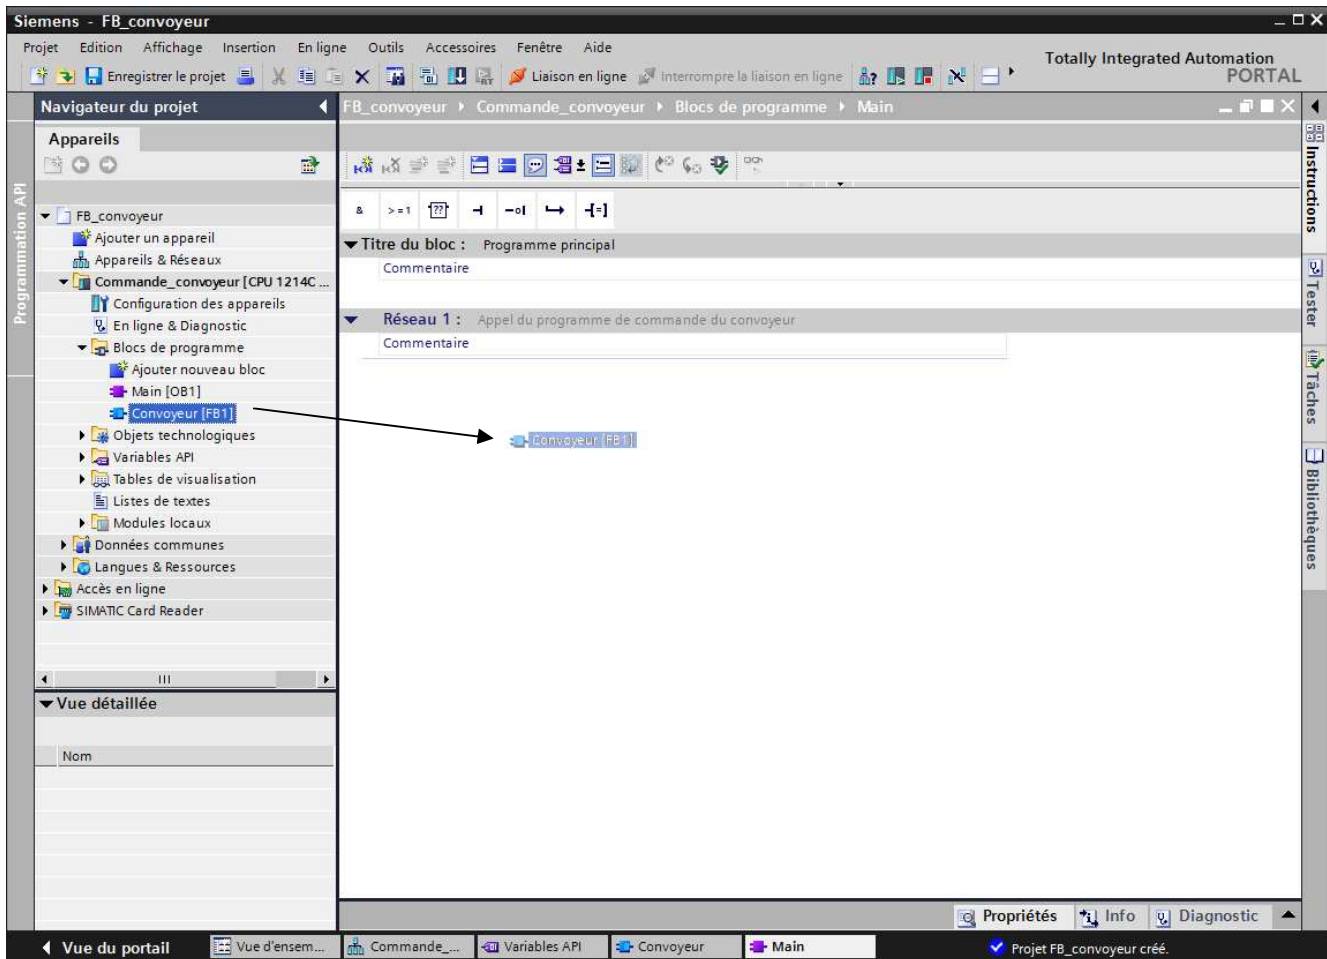 Siemens - FB_convoyeur
Projet Edition Affichage Insertion En ligne Outils Accessoires Fenêtre Aide
Totally Integrated Automation
PORTAL
Enregistrer le projet Liaison en ligne Interrompre la liaison en ligne
Navigateur du projet
FB_convoyeur Commande_convoyeur Blocs de programme Main
Appareils
Programmation API
& >=1 ?? -| -o| -[=]
FB_convoyeur
Ajouter un appareil
Appareils & Réseaux
Commande_convoyeur [CPU 1214C ...
Configuration des appareils
En ligne & Diagnostic
Blocs de programme
Ajouter nouveau bloc
Main [OB1]
Convoyeur [FB1]
Objets technologiques
Variables API
Tables de visualisation
Listes de textes
Modules locaux
Données communes
Langues & Ressources
Accès en ligne
SIMATIC Card Reader
Titre du bloc : Programme principal
Commentaire
Réseau 1 : Appel du programme de commande du convoyeur
Commentaire
Convoyeur [FB1]
Instructions
Tester
Tâches
Bibliothèques
Vue détaillée
Nom
Propriétés Info Diagnostic
Vue du portail Vue d'ensem... Commande_... Variables API Convoyeur Main Projet FB_convoyeur créé.